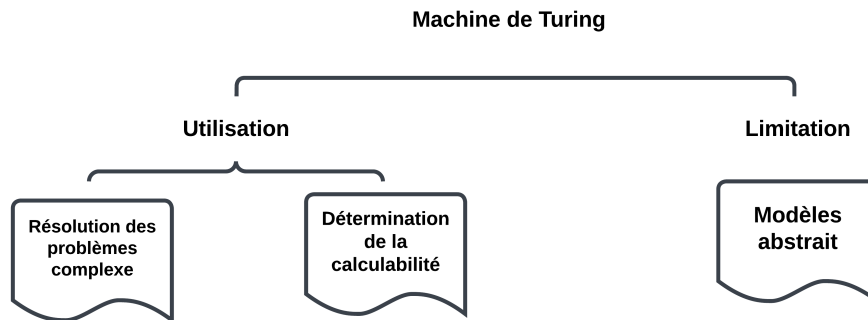 Machine de Turing
Utilisation
Limitation
Résolution des
problèmes
complexe
Détermination
de la
calculabilité
Modèles
abstrait